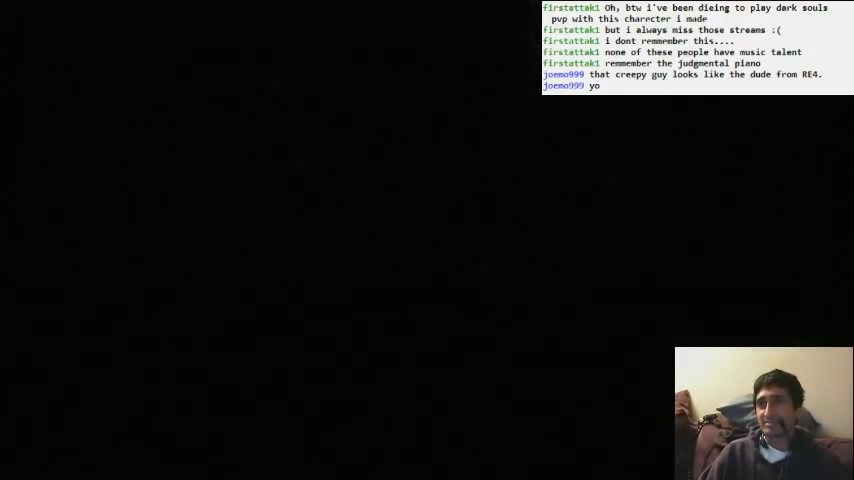 firstattak1 Oh, btw i've been dieing to play dark souls
pvp with this charecter i made
firstattak1 but i always miss those streams :(
firstattak1 i dont remmember this....
firstattak1 none of these people have music talent
firstattak1 remmember the judgmental piano
joemo999 that creepy guy looks like the dude from RE4.
joemo999 yo